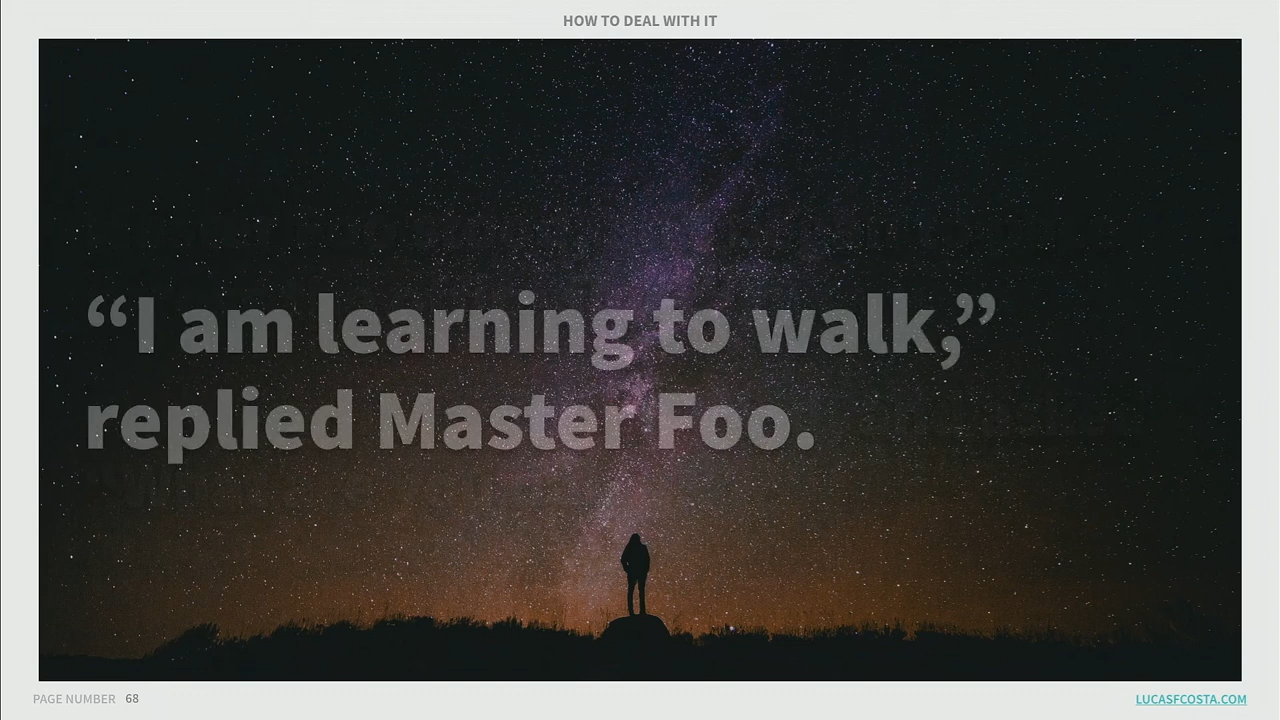 HOW TO DEAL WITH IT
“I am learning to walk,”
replied Master Foo.
PAGE NUMBER 68
LUCASFCOSTA.COM